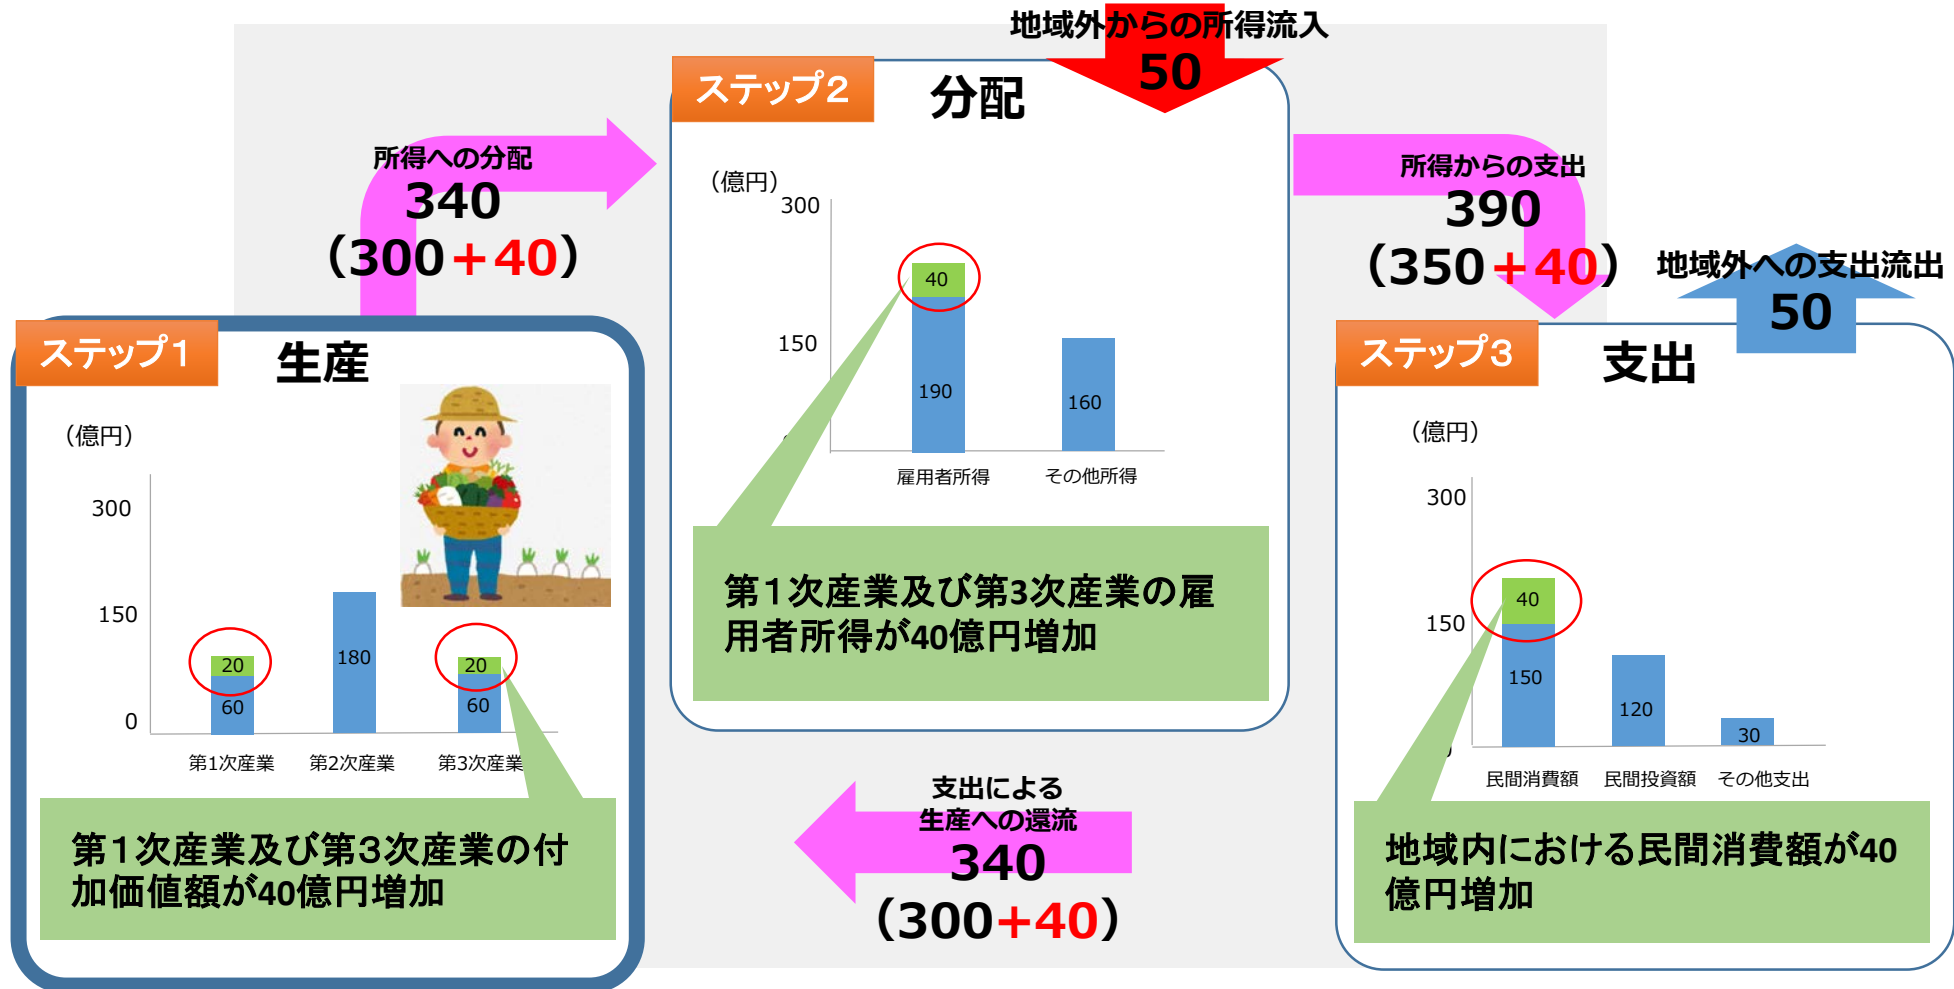 地域外からの所得流入
50
ステップ2
分配
所得への分配
340
（300＋40）
（億円）
300
150
40
190
160
雇用者所得
その他所得
第1次産業及び第3次産業の雇
用者所得が40億円増加
所得からの支出
390
（350＋40）
地域外への支出流出
50
ステップ1
生産
（億円）
300
150
0
20
60
180
20
60
第1次産業
第2次産業
第3次産業
第1次産業及び第3次産業の付
加価値額が40億円増加
ステップ3
支出
（億円）
300
150
40
150
120
30
民間消費額
民間投資額
その他支出
地域内における民間消費額が40
億円増加
支出による
生産への還流
340
（300+40）